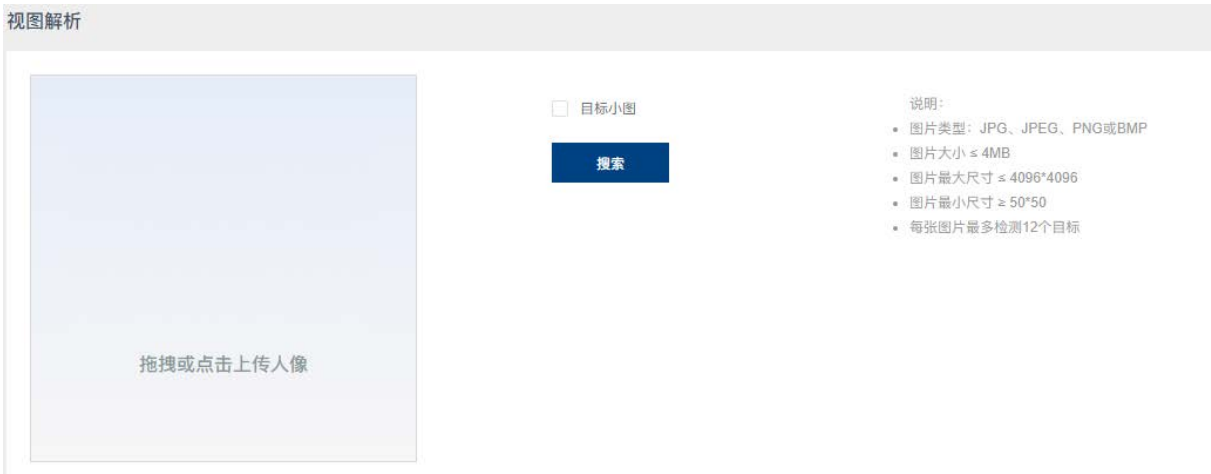 视图解析
拖拽或点击上传人像
目标小图
搜索
说明:
图片类型: JPG、JPEG、PNG或BMP
图片大小 ≤ 4MB
图片最大尺寸 ≤ 4096*4096
图片最小尺寸 ≥ 50*50
每张图片最多检测12个目标